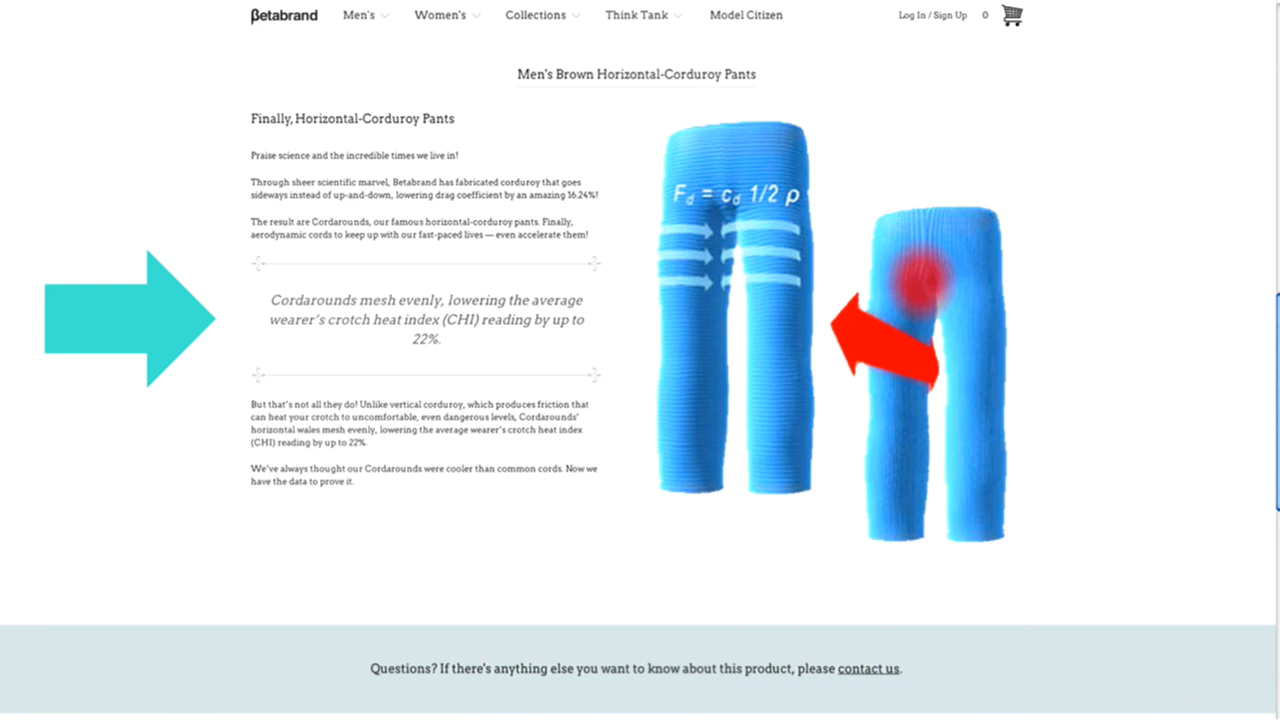 βetabrand Men's Women's Collections Think Tank Model Citizen Log In / Sign Up 0
Men's Brown Horizontal-Corduroy Pants
Finally, Horizontal-Corduroy Pants
Praise science and the incredible times we live in!
Through sheer scientific marvel, Betabrand has fabricated corduroy that goes
sideways instead of up-and-down, lowering drag coefficient by an amazing 16.24%!
The result are Cordarounds, our famous horizontal-corduroy pants. Finally,
aerodynamic cords to keep up with our fast-paced lives — even accelerate them!
Cordarounds mesh evenly, lowering the average
wearer's crotch heat index (CHI) reading by up to
22%.
But that's not all they do! Unlike vertical corduroy, which produces friction that
can heat your crotch to uncomfortable, even dangerous levels, Cordarounds'
horizontal wales mesh evenly, lowering the average wearer's crotch heat index
(CHI) reading by up to 22%.
We've always thought our Cordarounds were cooler than common cords. Now we
have the data to prove it.
Fd = cd 1/2 ρ
Questions? If there's anything else you want to know about this product, please contact us.